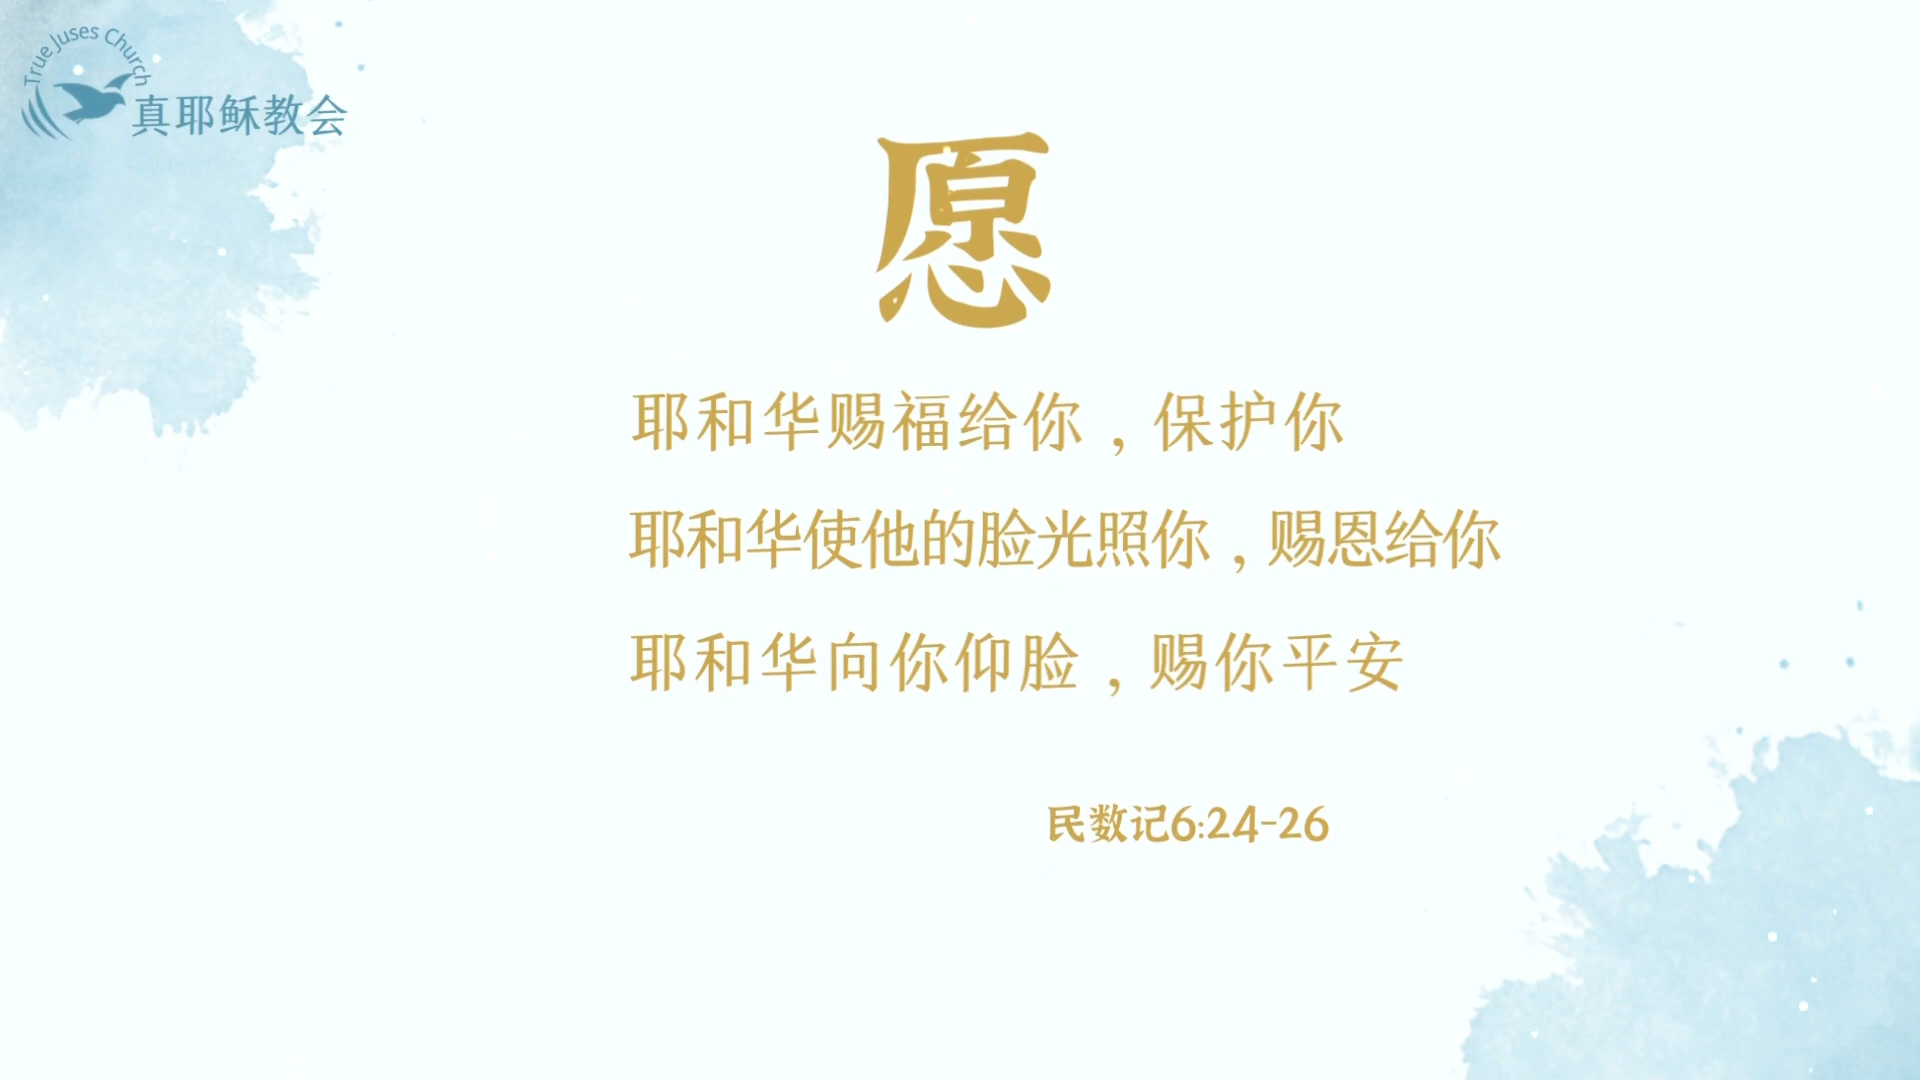 True Juses Church
真耶稣教会
愿
耶和华赐福给你，保护你
耶和华使他的脸光照你，赐恩给你
耶和华向你仰脸，赐你平安
民数记6:24-26